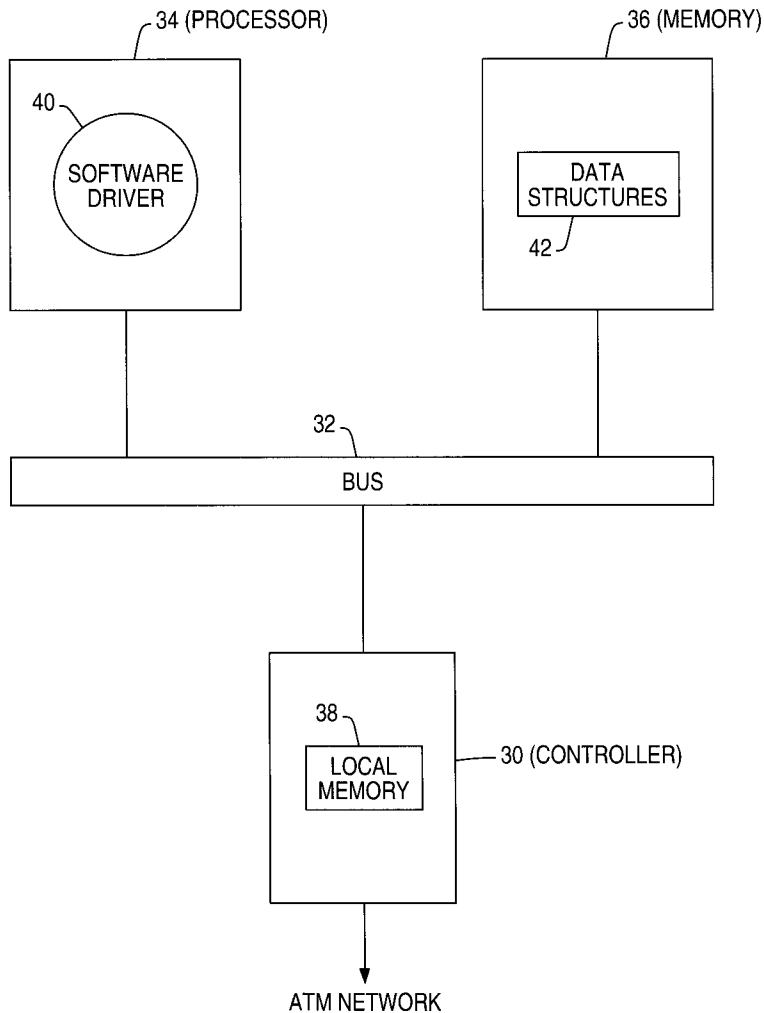 34 (PROCESSOR)
36 (MEMORY)
40
SOFTWARE
DRIVER
DATA
STRUCTURES
42
32
BUS
38
LOCAL
MEMORY
30 (CONTROLLER)
ATM NETWORK